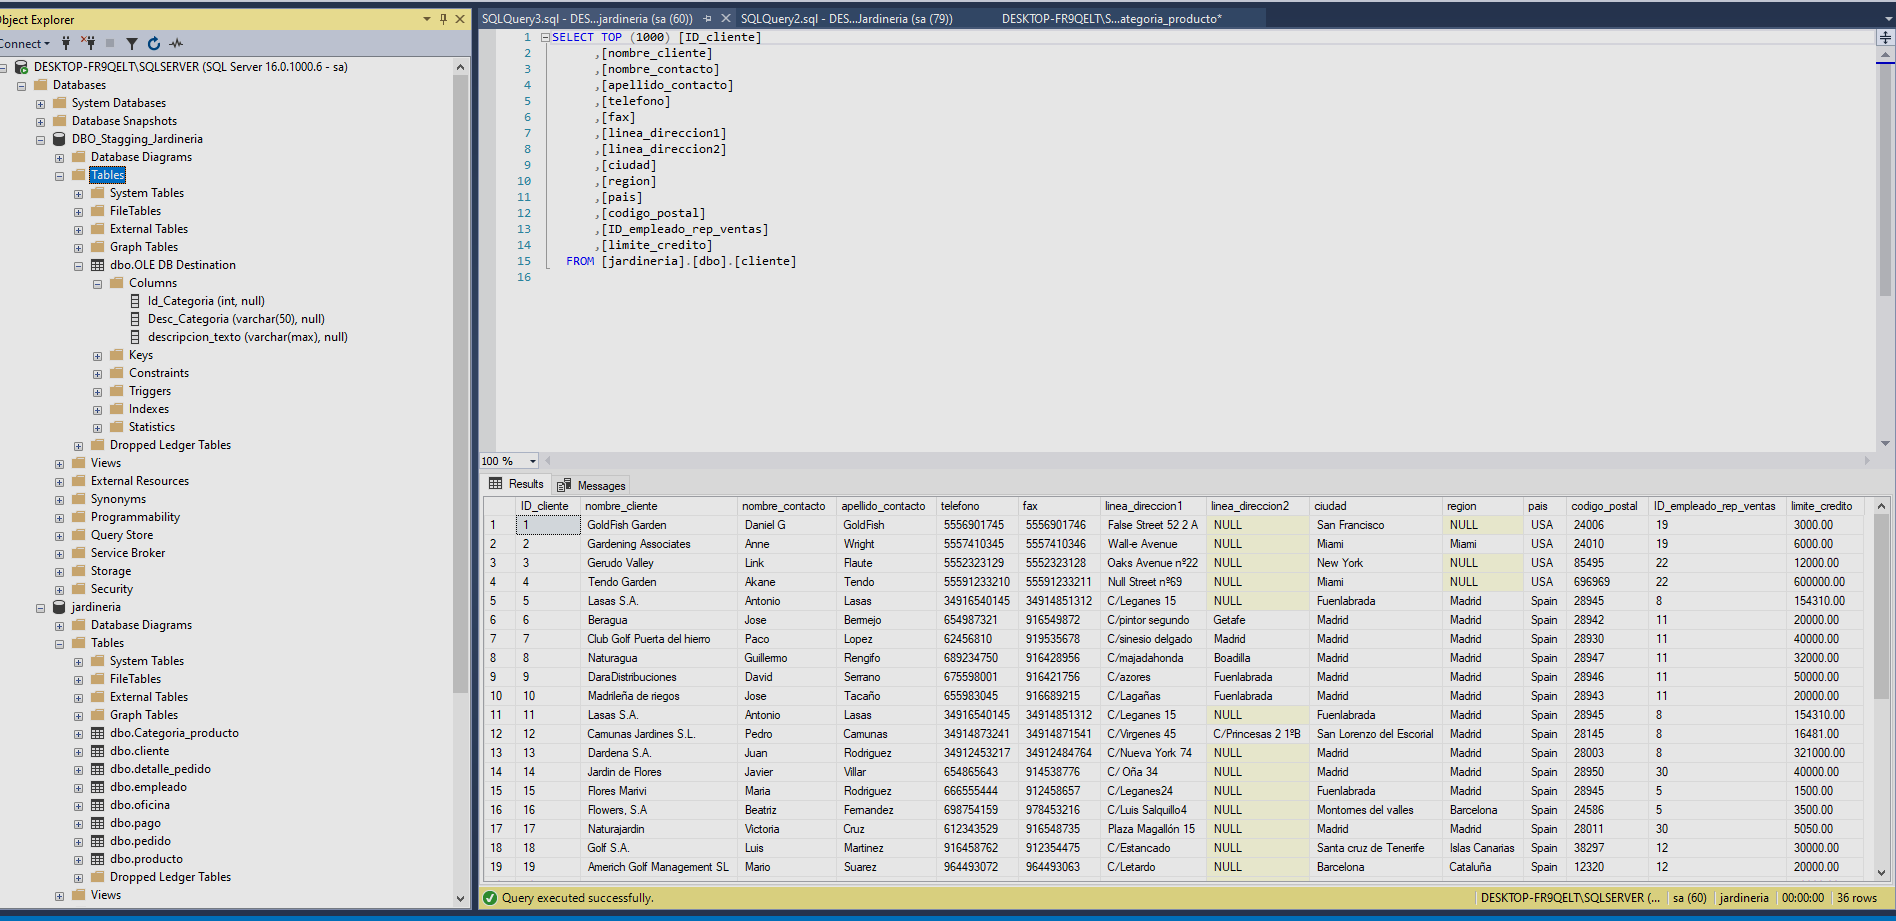 Object Explorer
Connect
DESKTOP-FR9QELT\SQLSERVER (SQL Server 16.0.1000.6 - sa)
Databases
System Databases
Database Snapshots
DBO_Stagging_Jardineria
Database Diagrams
Tables
System Tables
FileTables
External Tables
Graph Tables
dbo.OLE DB Destination
Columns
Id_Categoria (int, null)
Desc_Categoria (varchar(50), null)
descripcion_texto (varchar(max), null)
Keys
Constraints
Triggers
Indexes
Statistics
Dropped Ledger Tables
Views
External Resources
Synonyms
Programmability
Query Store
Service Broker
Storage
Security
jardineria
Database Diagrams
Tables
System Tables
FileTables
External Tables
Graph Tables
dbo.Categoria_producto
dbo.cliente
dbo.detalle_pedido
dbo.empleado
dbo.oficina
dbo.pago
dbo.pedido
dbo.producto
Dropped Ledger Tables
Views
SQLQuery3.sql - DES...jardineria (sa (60)) SQLQuery2.sql - DES...Jardineria (sa (79)) DESKTOP-FR9QELT\S...ategoria_producto*
1 SELECT TOP (1000) [ID_cliente]
2 ,[nombre_cliente]
3 ,[nombre_contacto]
4 ,[apellido_contacto]
5 ,[telefono]
6 ,[fax]
7 ,[linea_direccion1]
8 ,[linea_direccion2]
9 ,[ciudad]
10 ,[region]
11 ,[pais]
12 ,[codigo_postal]
13 ,[ID_empleado_rep_ventas]
14 ,[limite_credito]
15 FROM [jardineria].[dbo].[cliente]
16
100 %
Results Messages
ID_cliente nombre_cliente nombre_contacto apellido_contacto telefono fax linea_direccion1 linea_direccion2 ciudad region pais codigo_postal ID_empleado_rep_ventas limite_credito
1 1 GoldFish Garden Daniel G GoldFish 5556901745 5556901746 False Street 52 2 A NULL San Francisco NULL USA 24006 19 3000.00
2 2 Gardening Associates Anne Wright 5557410345 5557410346 Wall-e Avenue NULL Miami Miami USA 24010 19 6000.00
3 3 Gerudo Valley Link Flaute 5552323129 5552323128 Oaks Avenue nº22 NULL New York NULL USA 85495 22 12000.00
4 4 Tendo Garden Akane Tendo 55591233210 55591233211 Null Street nº69 NULL Miami NULL USA 696969 22 600000.00
5 5 Lasas S.A. Antonio Lasas 34916540145 34914851312 C/Leganes 15 NULL Fuenlabrada Madrid Spain 28945 8 154310.00
6 6 Beragua Jose Bermejo 654987321 916549872 C/pintor segundo Getafe Madrid Madrid Spain 28942 11 20000.00
7 7 Club Golf Puerta del hierro Paco Lopez 62456810 919535678 C/sinesio delgado Madrid Madrid Madrid Spain 28930 11 40000.00
8 8 Naturagua Guillermo Rengifo 689234750 916428956 C/majadahonda Boadilla Madrid Madrid Spain 28947 11 32000.00
9 9 DaraDistribuciones David Serrano 675598001 916421756 C/azores Fuenlabrada Madrid Madrid Spain 28946 11 50000.00
10 10 Madrileña de riegos Jose Tacaño 655983045 916689215 C/Lagañas Fuenlabrada Madrid Madrid Spain 28943 11 20000.00
11 11 Lasas S.A. Antonio Lasas 34916540145 34914851312 C/Leganes 15 NULL Fuenlabrada Madrid Spain 28945 8 154310.00
12 12 Camunas Jardines S.L. Pedro Camunas 34914873241 34914871541 C/Virgenes 45 C/Princesas 2 1ºB San Lorenzo del Escorial Madrid Spain 28145 8 16481.00
13 13 Dardena S.A. Juan Rodriguez 34912453217 34912484764 C/Nueva York 74 NULL Madrid Madrid Spain 28003 8 321000.00
14 14 Jardin de Flores Javier Villar 654865643 914538776 C/ Oña 34 NULL Madrid Madrid Spain 28950 30 40000.00
15 15 Flores Marivi Maria Rodriguez 666555444 912458657 C/Leganes24 NULL Fuenlabrada Madrid Spain 28945 5 1500.00
16 16 Flowers, S.A Beatriz Fernandez 698754159 978453216 C/Luis Salquillo4 NULL Montornes del valles Barcelona Spain 24586 5 3500.00
17 17 Naturajardin Victoria Cruz 612343529 916548735 Plaza Magallón 15 NULL Madrid Madrid Spain 28011 30 5050.00
18 18 Golf S.A. Luis Martinez 916458762 912354475 C/Estancado NULL Santa cruz de Tenerife Islas Canarias Spain 38297 12 30000.00
19 19 Americh Golf Management SL Mario Suarez 964493072 964493063 C/Letardo NULL Barcelona Cataluña Spain 12320 12 20000.00
Query executed successfully. DESKTOP-FR9QELT\SQLSERVER (... sa (60) jardineria 00:00:00 36 rows